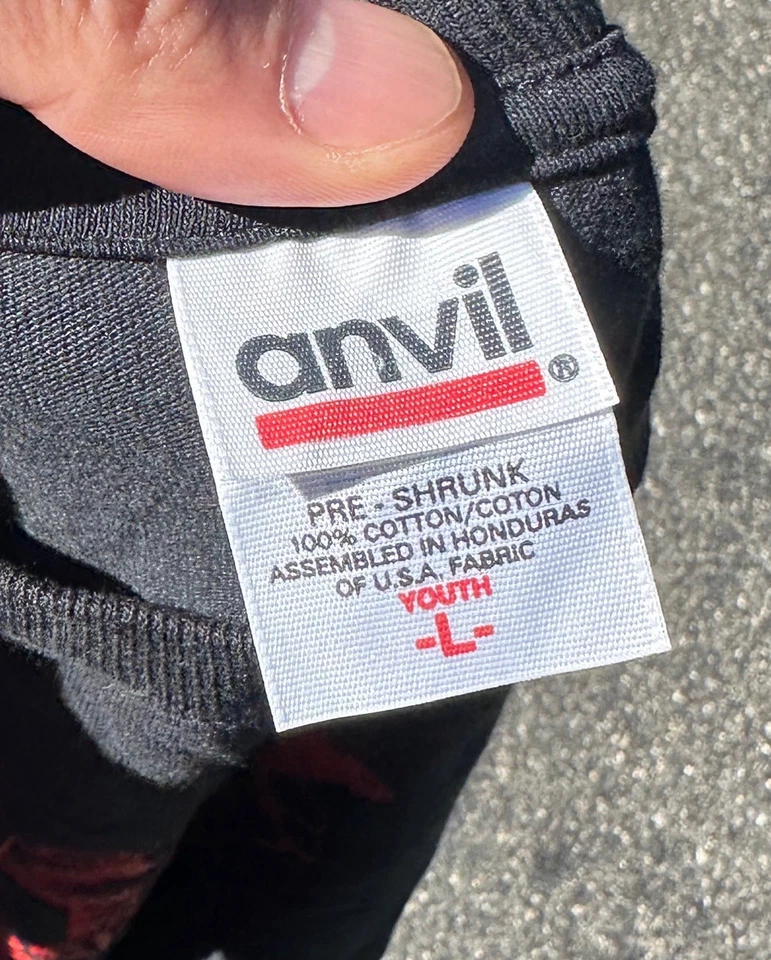 anvil®
PRE - SHRUNK
100% COTTON/COTON
ASSEMBLED IN HONDURAS
OF U.S.A. FABRIC
YOUTH
-L-